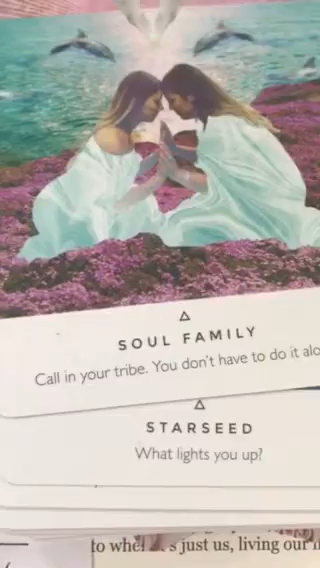 SOUL FAMILY
Call in your tribe. You don't have to do it alo
STARSEED
What lights you up?
to whe s just us, living our